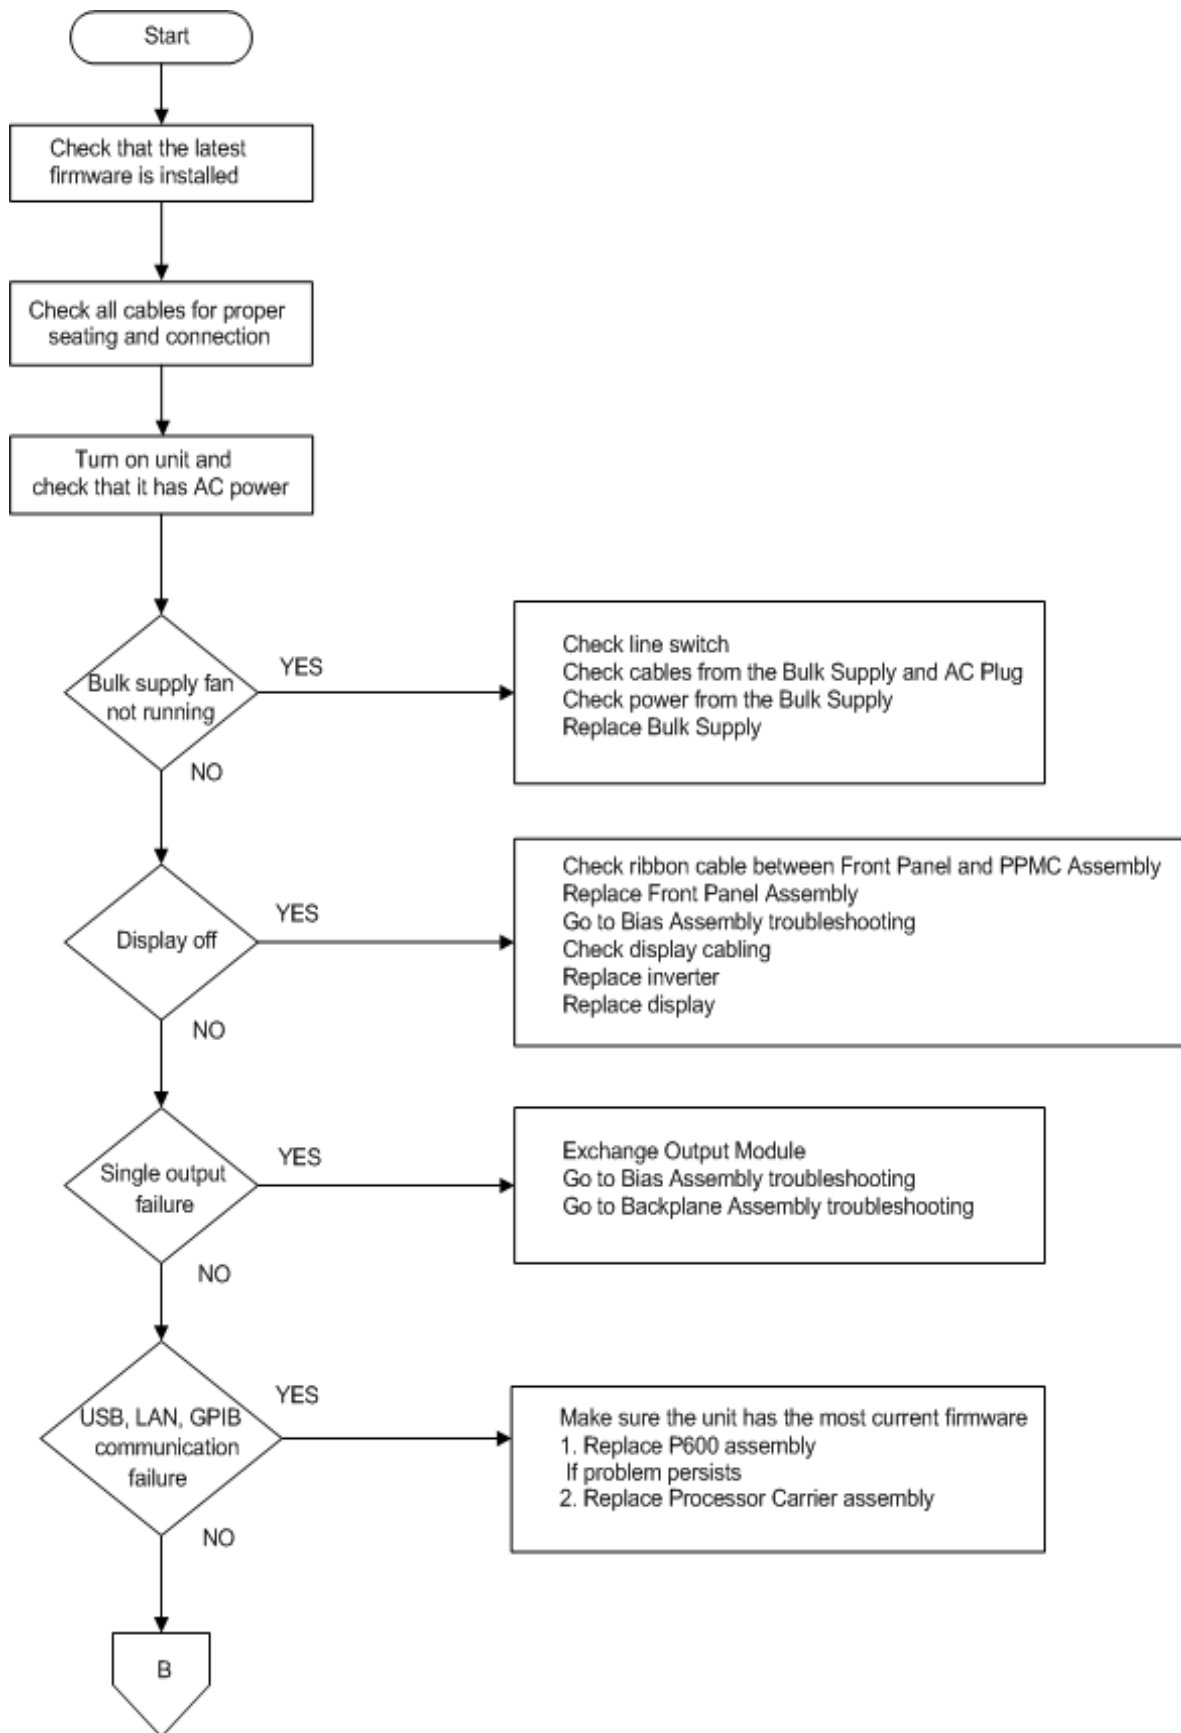 Start
Check that the latest
firmware is installed
Check all cables for proper
seating and connection
Turn on unit and
check that it has AC power
Bulk supply fan
not running
YES
Check line switch
Check cables from the Bulk Supply and AC Plug
Check power from the Bulk Supply
Replace Bulk Supply
NO
Display off
YES
Check ribbon cable between Front Panel and PPMC Assembly
Replace Front Panel Assembly
Go to Bias Assembly troubleshooting
Check display cabling
Replace inverter
Replace display
NO
Single output
failure
YES
Exchange Output Module
Go to Bias Assembly troubleshooting
Go to Backplane Assembly troubleshooting
NO
USB, LAN, GPIB
communication
failure
YES
Make sure the unit has the most current firmware
1. Replace P600 assembly
If problem persists
2. Replace Processor Carrier assembly
NO
B